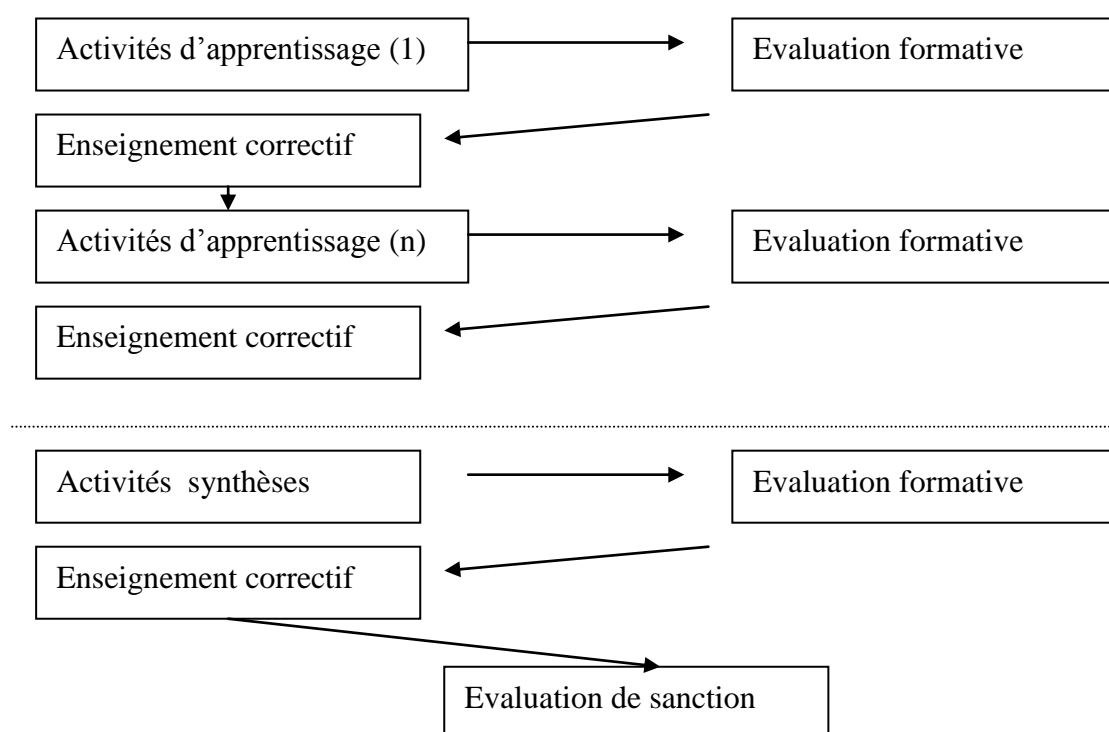 Activités d’apprentissage (1)
Evaluation formative
Enseignement correctif
Activités d’apprentissage (n)
Evaluation formative
Enseignement correctif
Activités synthèses
Evaluation formative
Enseignement correctif
Evaluation de sanction